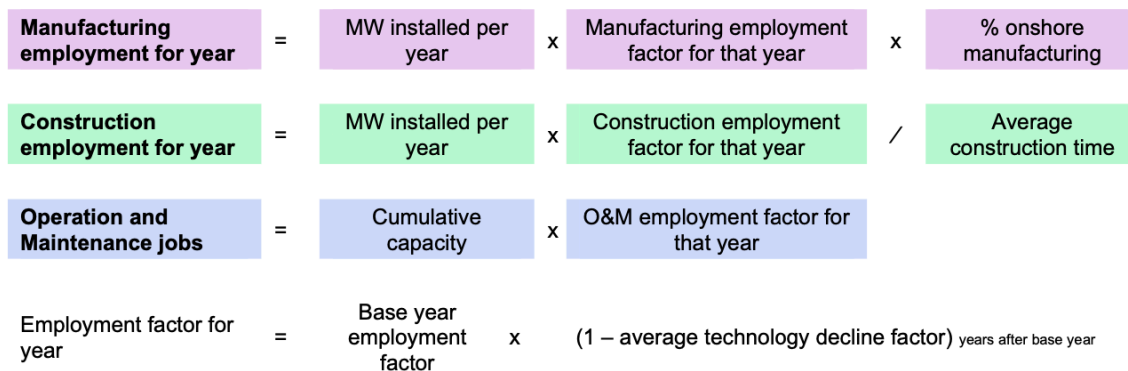 Manufacturing employment for year = MW installed per year x Manufacturing employment factor for that year x % onshore manufacturing
Construction employment for year = MW installed per year x Construction employment factor for that year / Average construction time
Operation and Maintenance jobs = Cumulative capacity x O&M employment factor for that year
Employment factor for year = Base year employment factor x (1 – average technology decline factor) years after base year